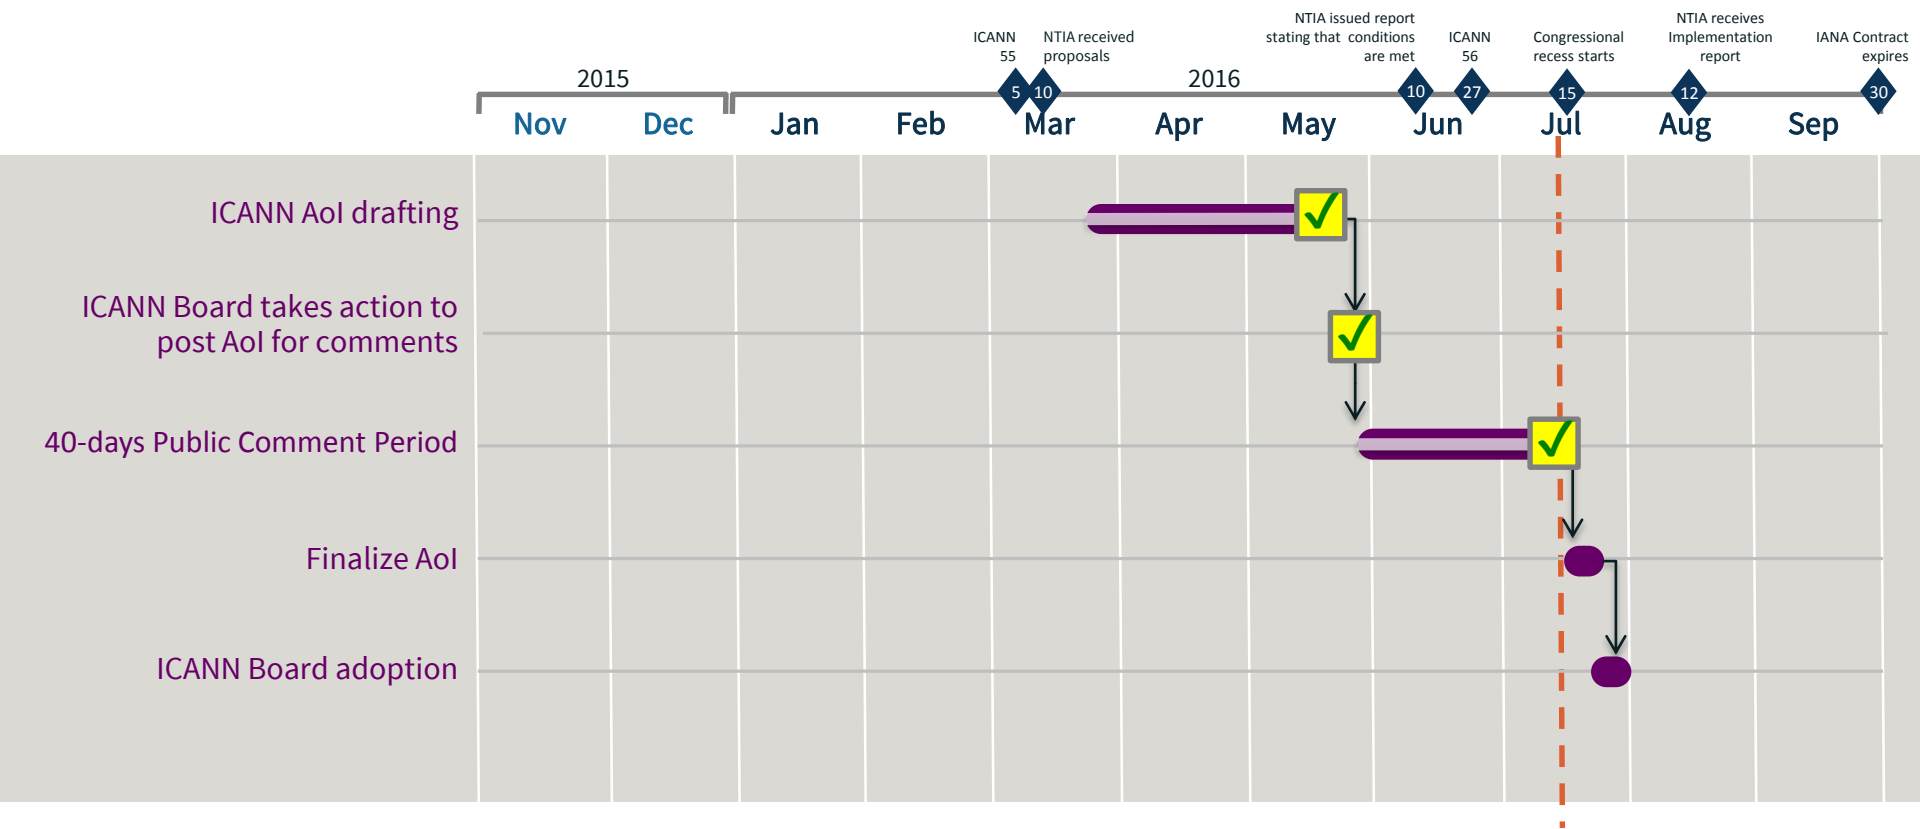 NTIA issued report
stating that conditions
are met
NTIA receives
Implementation
report
ICANN
55
NTIA received
proposals
ICANN
56
Congressional
recess starts
IANA Contract
expires
2015
2016
5
10
10
27
15
12
30
Nov
Dec
Jan
Feb
Mar
Apr
May
Jun
Jul
Aug
Sep
ICANN AoI drafting
ICANN Board takes action to
post AoI for comments
40-days Public Comment Period
Finalize AoI
ICANN Board adoption